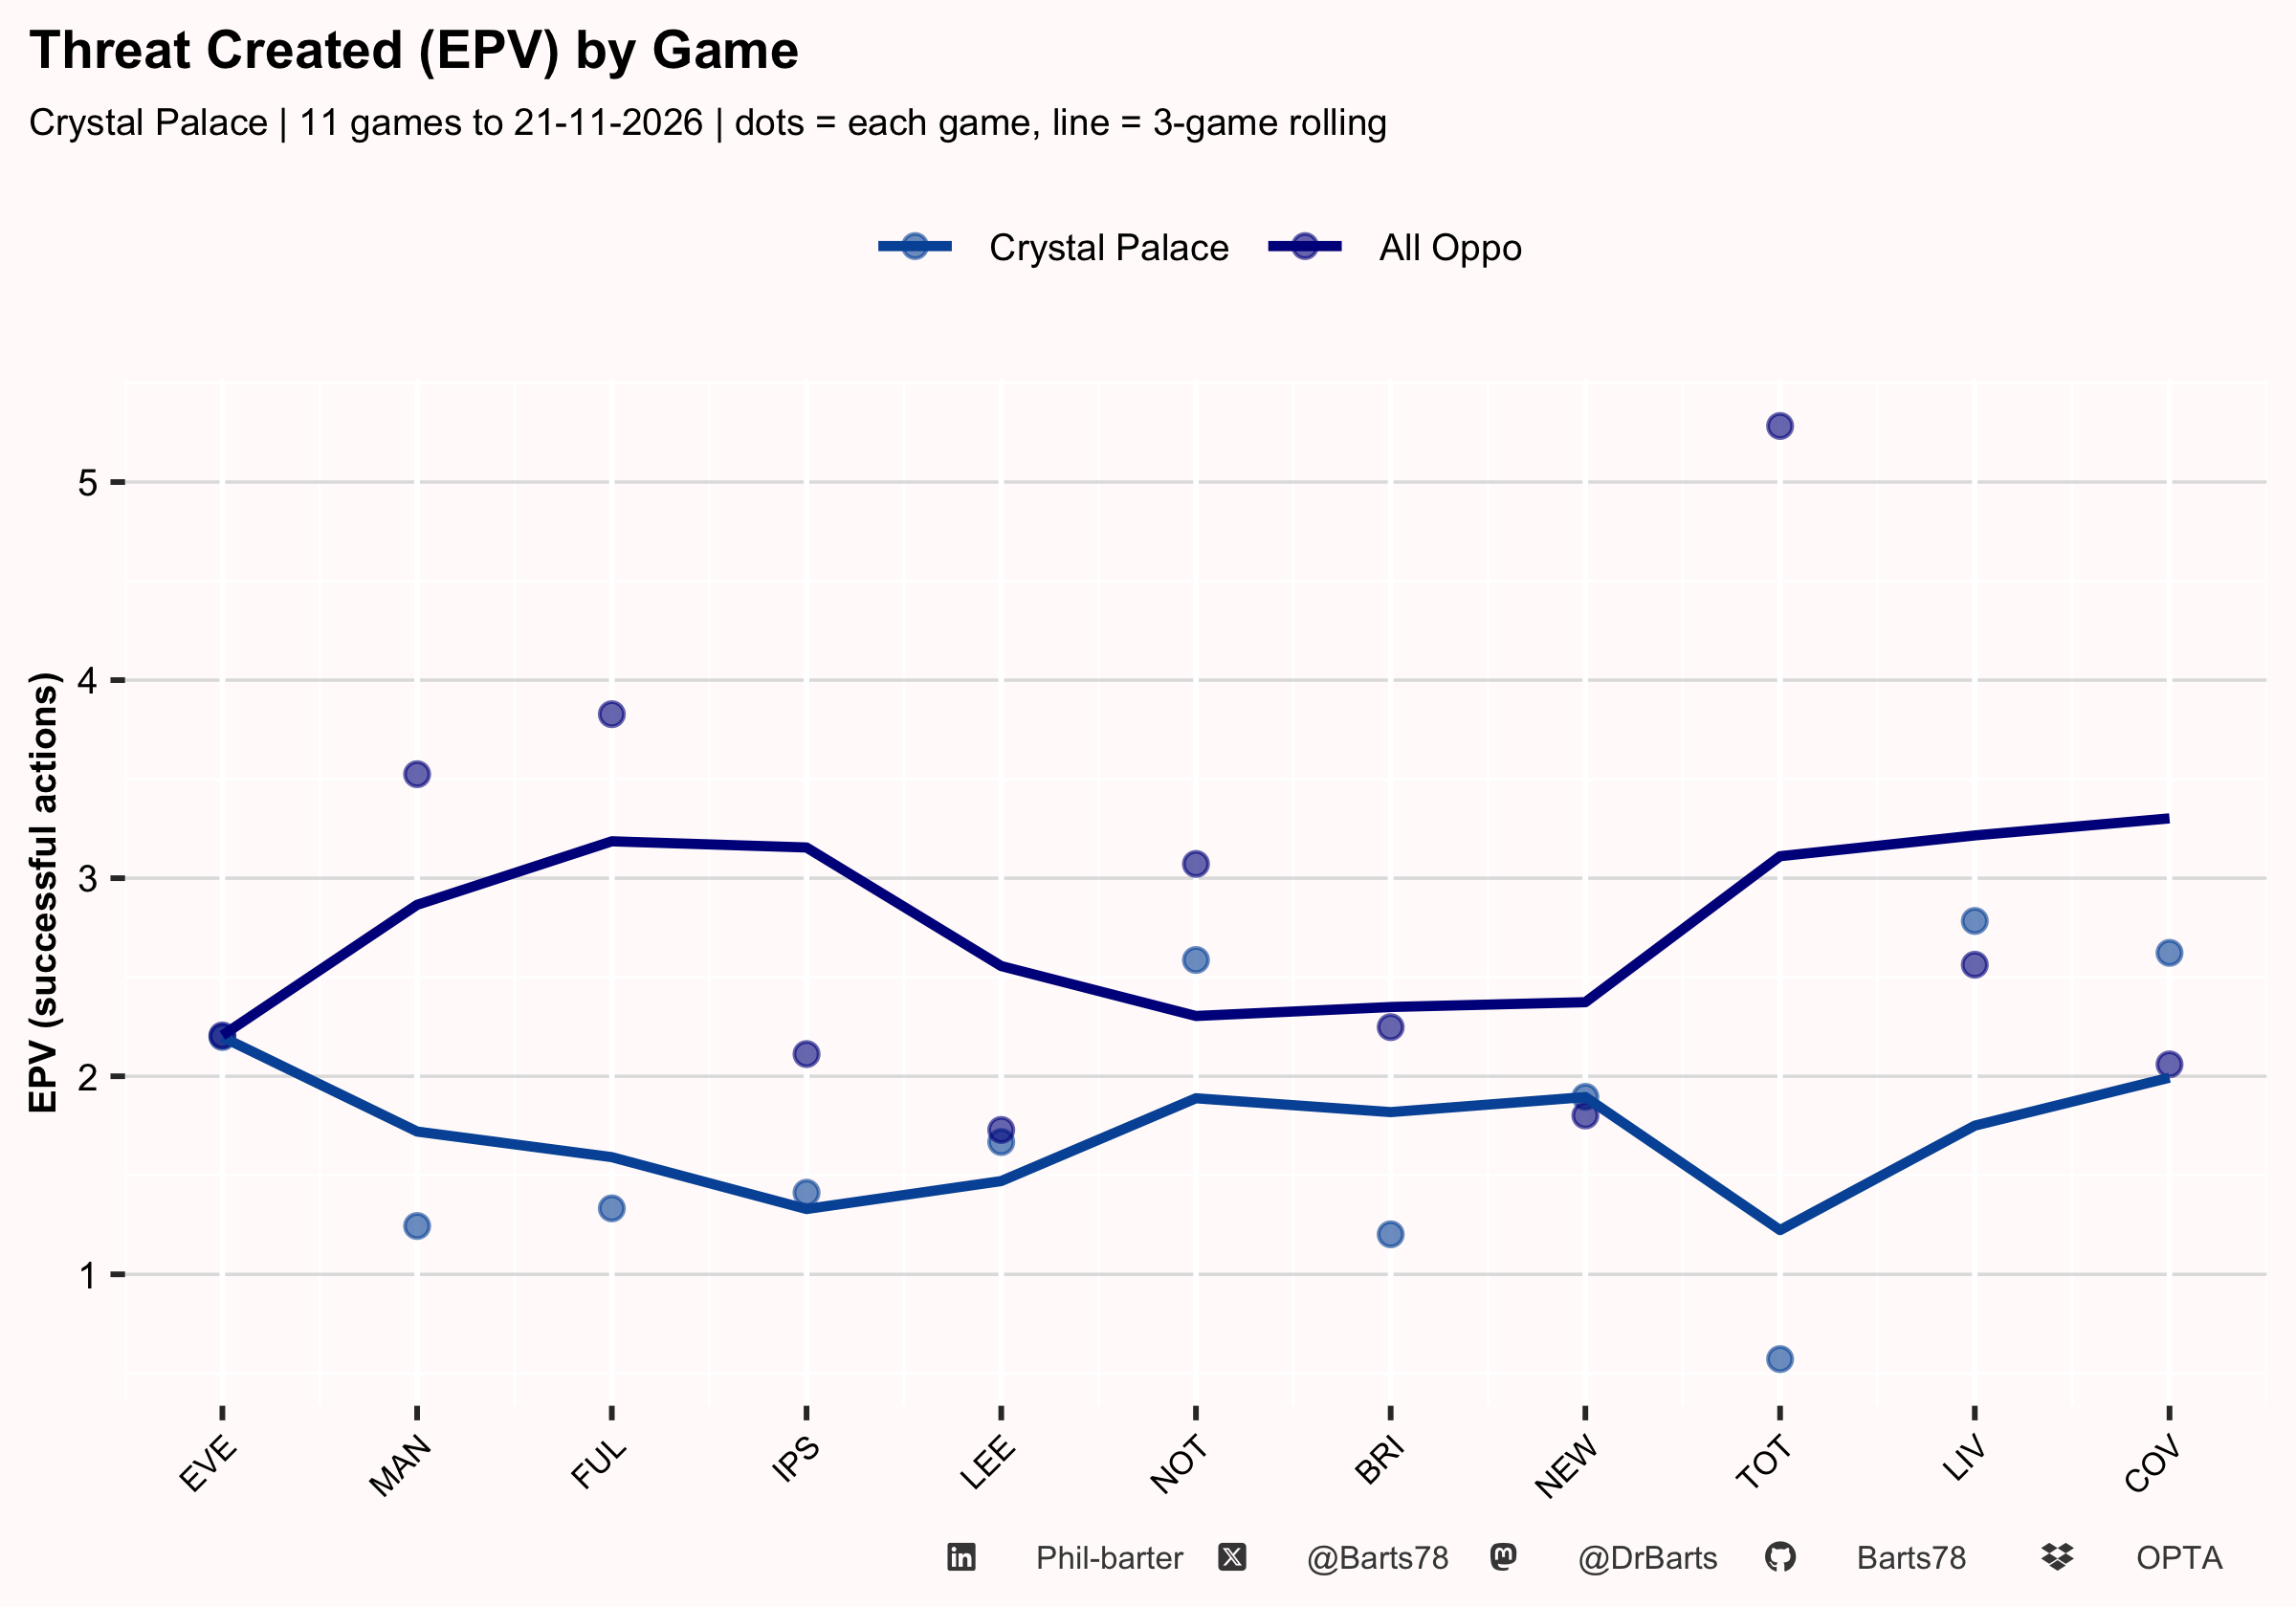 Threat Created (EPV) by Game
Crystal Palace | 11 games to 21-11-2026 | dots = each game, line = 3-game rolling
Crystal Palace
All Oppo
EPV (successful actions)
5
4
3
2
1
EVE
MAN
FUL
IPS
LEE
NOT
BRI
NEW
TOT
LIV
COV
Phil-barter @Barts78 @DrBarts Barts78 OPTA